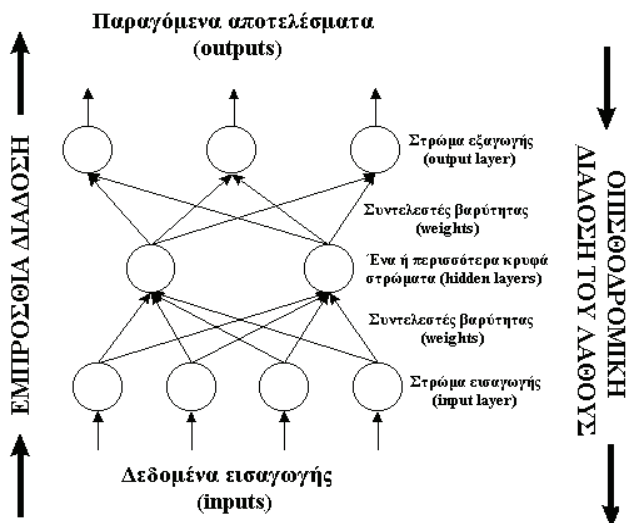 Παραγόμενα αποτελέσματα
(outputs)
ΕΜΠΡΟΣΘΙΑ ΔΙΑΔΟΣΗ
Στρώμα εξαγωγής
(output layer)
Συντελεστές βαρύτητας
(weights)
Ένα ή περισσότερα κρυφά
στρώματα (hidden layers)
Συντελεστές βαρύτητας
(weights)
Στρώμα εισαγωγής
(input layer)
Δεδομένα εισαγωγής
(inputs)
ΟΠΙΣΘΟΔΡΟΜΙΚΗ
ΔΙΑΔΟΣΗ ΤΟΥ ΛΑΘΟΥΣ